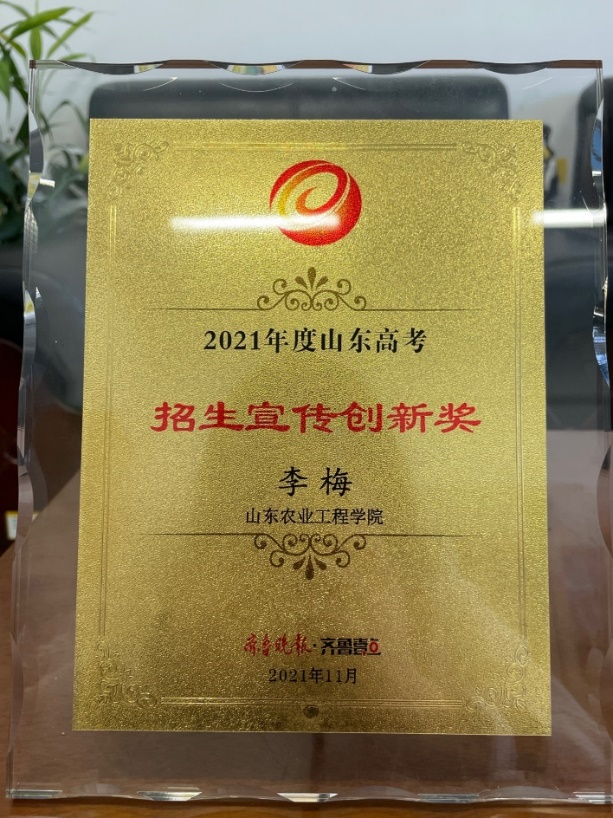 2021年度山东高考
招生宣传创新奖
李梅
山东农业工程学院
齐鲁晚报·齐鲁壹点
2021年11月